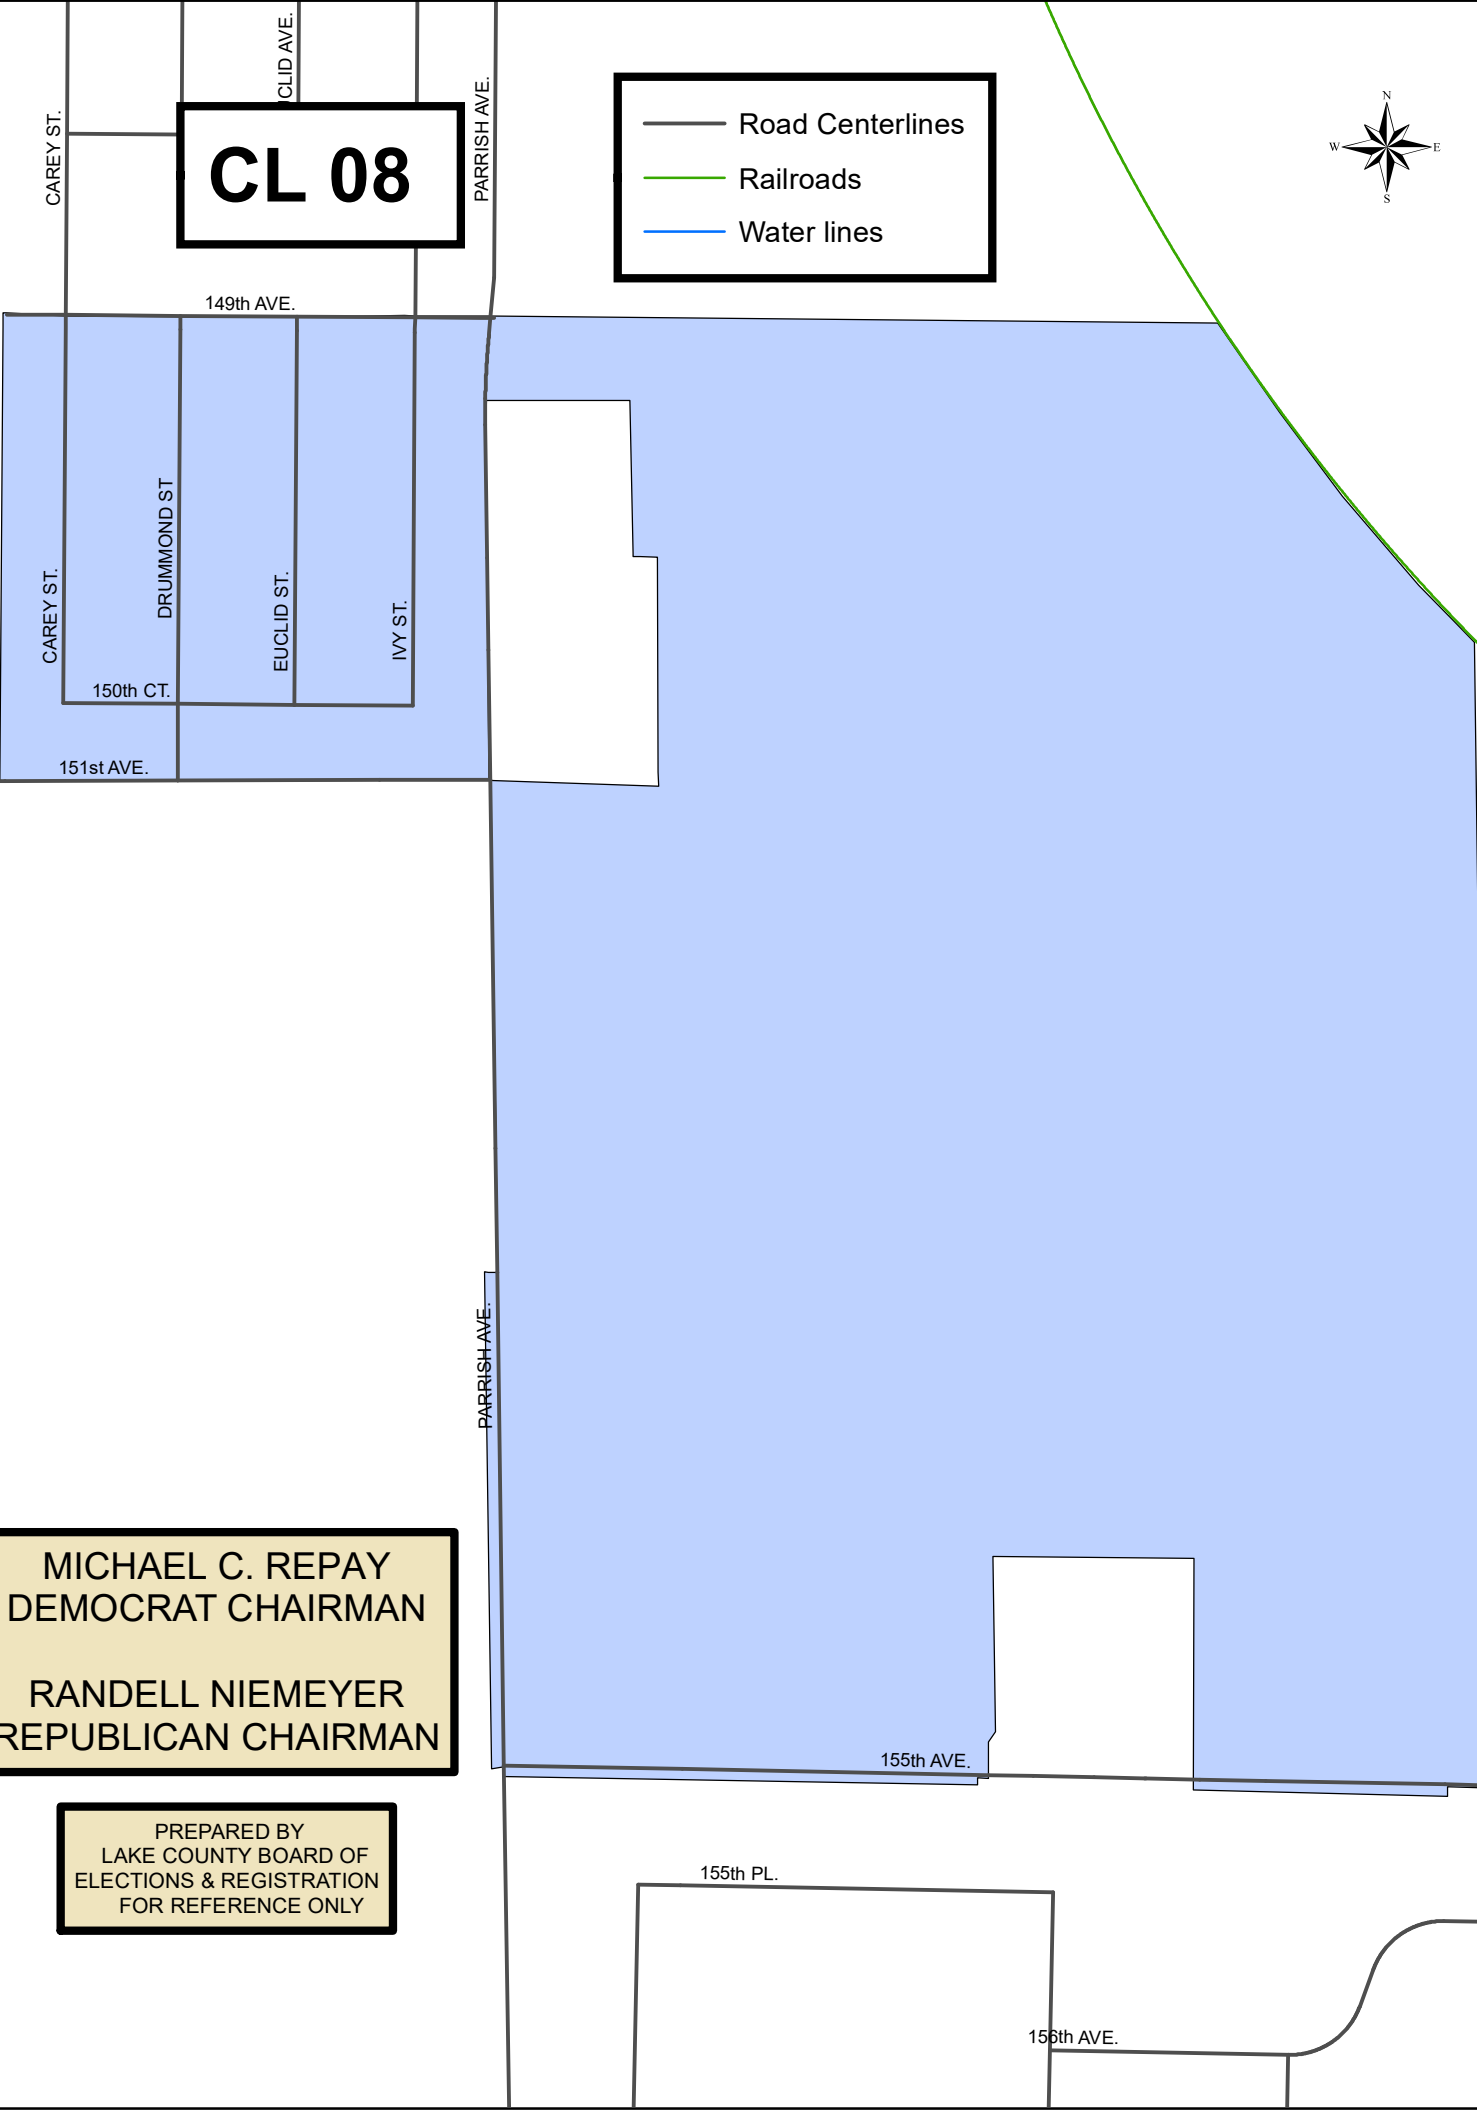 CLID AVE.
CAREY ST.
PARRISH AVE.
CL 08
Road Centerlines
Railroads
Water lines
N
W
E
S
149th AVE.
CAREY ST.
DRUMMOND ST
EUCLID ST.
IVY ST.
150th CT.
151st AVE.
PARRISH AVE.
MICHAEL C. REPAY
DEMOCRAT CHAIRMAN
RANDELL NIEMEYER
REPUBLICAN CHAIRMAN
155th AVE.
PREPARED BY
LAKE COUNTY BOARD OF
ELECTIONS & REGISTRATION
FOR REFERENCE ONLY
155th PL.
156th AVE.